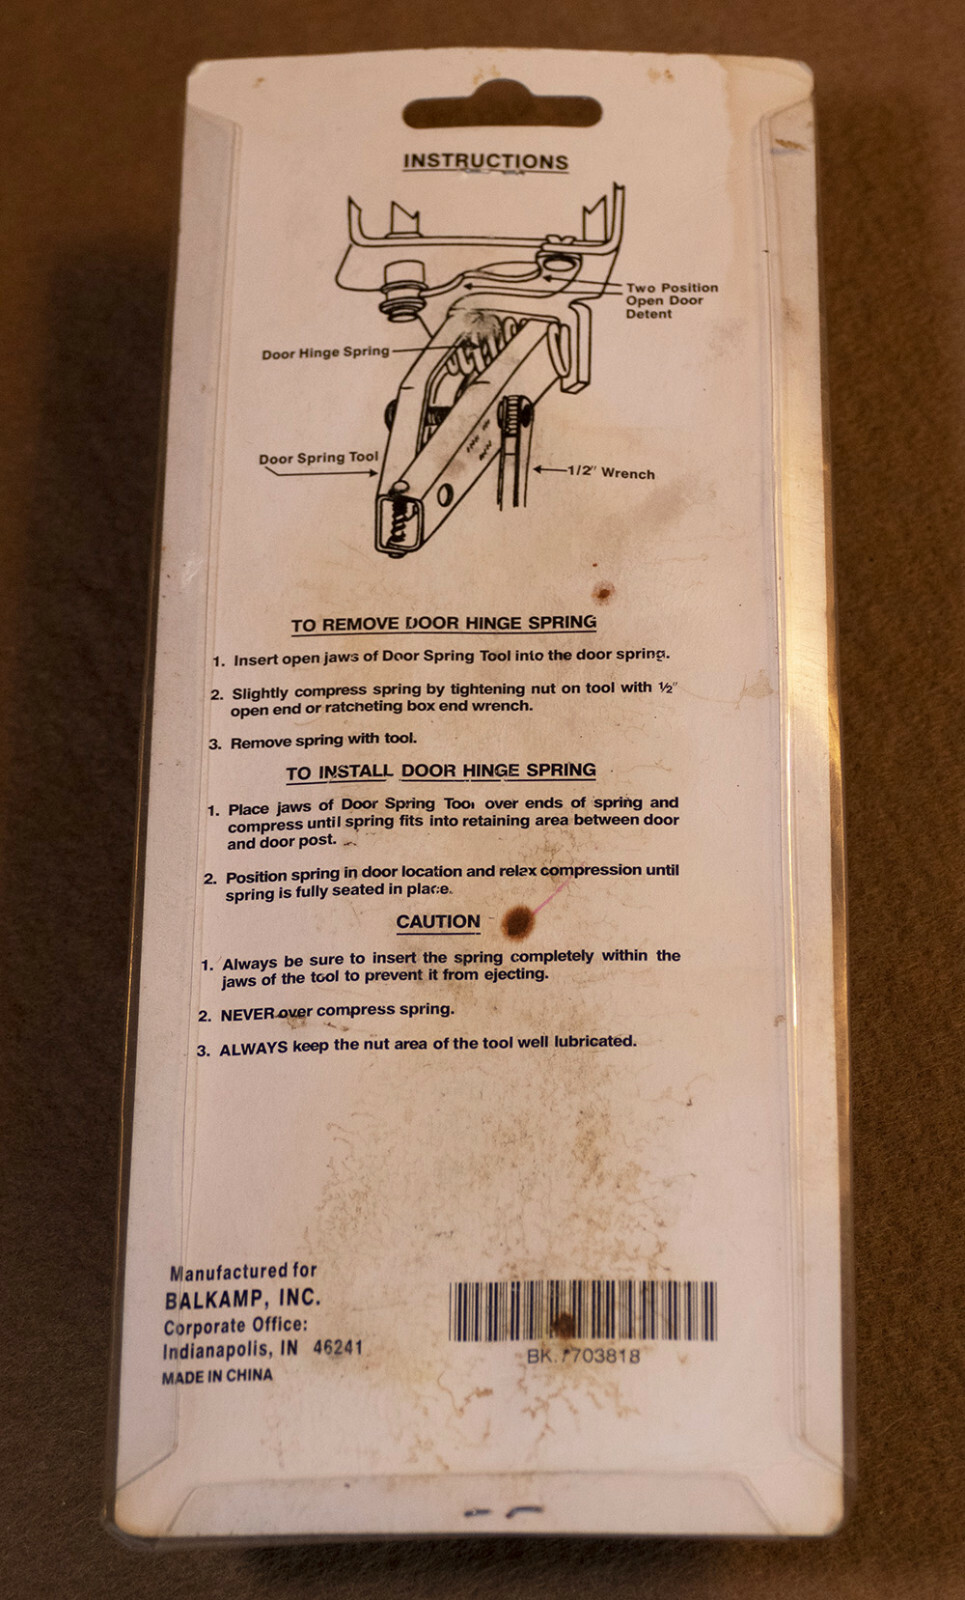 INSTRUCTIONS
Two Position
Open Door
Detent
Door Hinge Spring
Door Spring Tool
1/2" Wrench
TO REMOVE DOOR HINGE SPRING
1. Insert open jaws of Door Spring Tool into the door spring.
2. Slightly compress spring by tightening nut on tool with ½"
open end or ratcheting box end wrench.
3. Remove spring with tool.
TO INSTALL DOOR HINGE SPRING
1. Place jaws of Door Spring Tool over ends of spring and
compress until spring fits into retaining area between door
and door post.
2. Position spring in door location and relax compression until
spring is fully seated in place.
CAUTION
1. Always be sure to insert the spring completely within the
jaws of the tool to prevent it from ejecting.
2. NEVER over compress spring.
3. ALWAYS keep the nut area of the tool well lubricated.
Manufactured for
BALKAMP, INC.
Corporate Office:
Indianapolis, IN 46241
MADE IN CHINA
BK 7703818